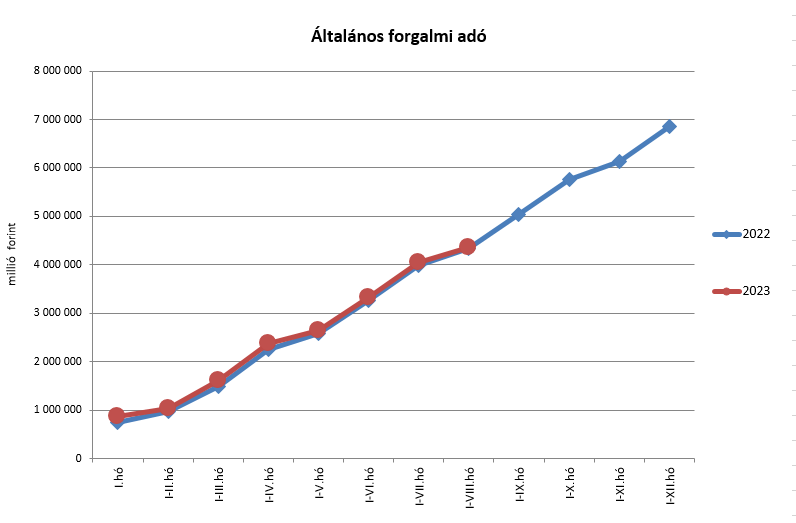 Általános forgalmi adó
8 000 000
7 000 000
6 000 000
5 000 000
4 000 000
3 000 000
2 000 000
1 000 000
0
millió forint
I.hó
I-II.hó
I-III.hó
I-IV.hó
I-V.hó
I-VI.hó
I-VII.hó
I-VIII.hó
I-IX.hó
I-X.hó
I-XI.hó
I-XII.hó
2022
2023